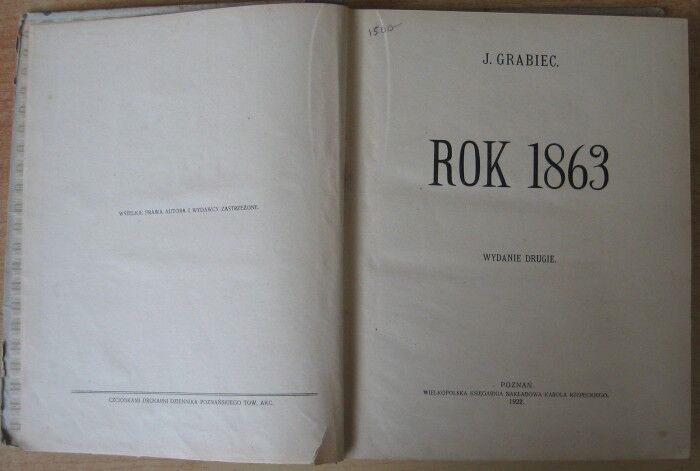 WSZELKIE PRAWA AUTORA I WYDAWCY ZASTRZEŻONE.
CZCIONKAMI DRUKARNI DZIENNIKA POZNAŃSKIEGO TOW. AKC.
1500-
J. GRABIEC.
ROK 1863
WYDANIE DRUGIE.
POZNAŃ.
WIELKOPOLSKA KSIĘGARNIA NAKŁADOWA KAROLA RZEPECKIEGO.
1922.